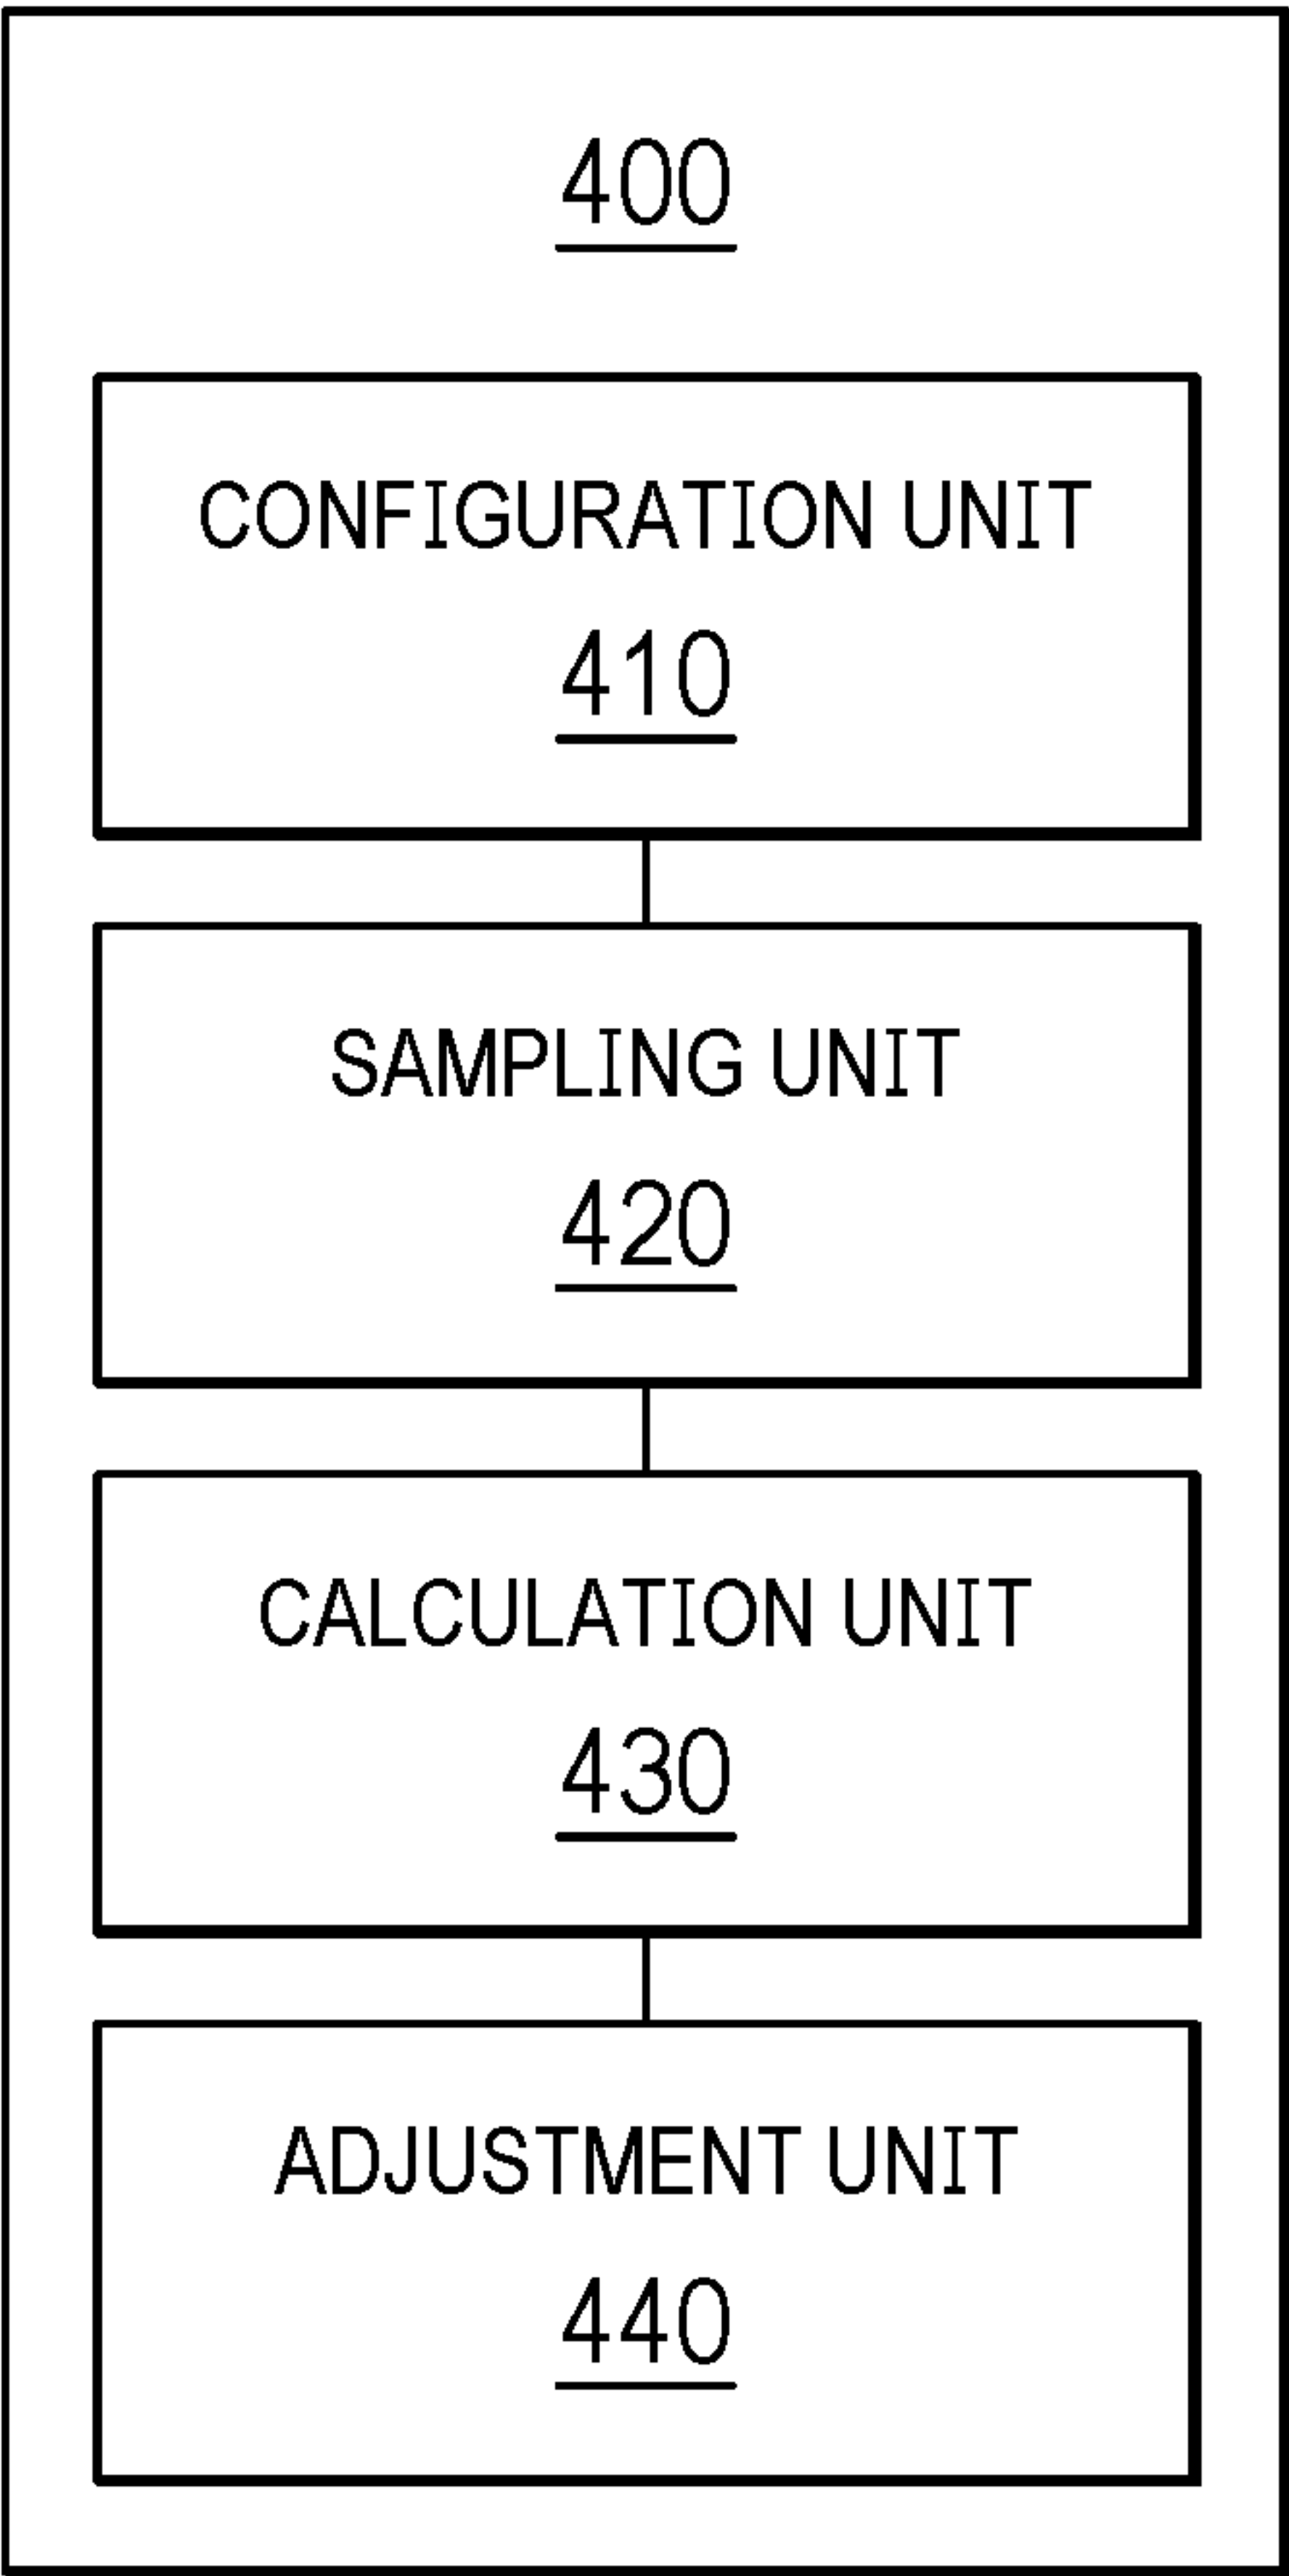 400
CONFIGURATION UNIT
410
SAMPLING UNIT
420
CALCULATION UNIT
430
ADJUSTMENT UNIT
440